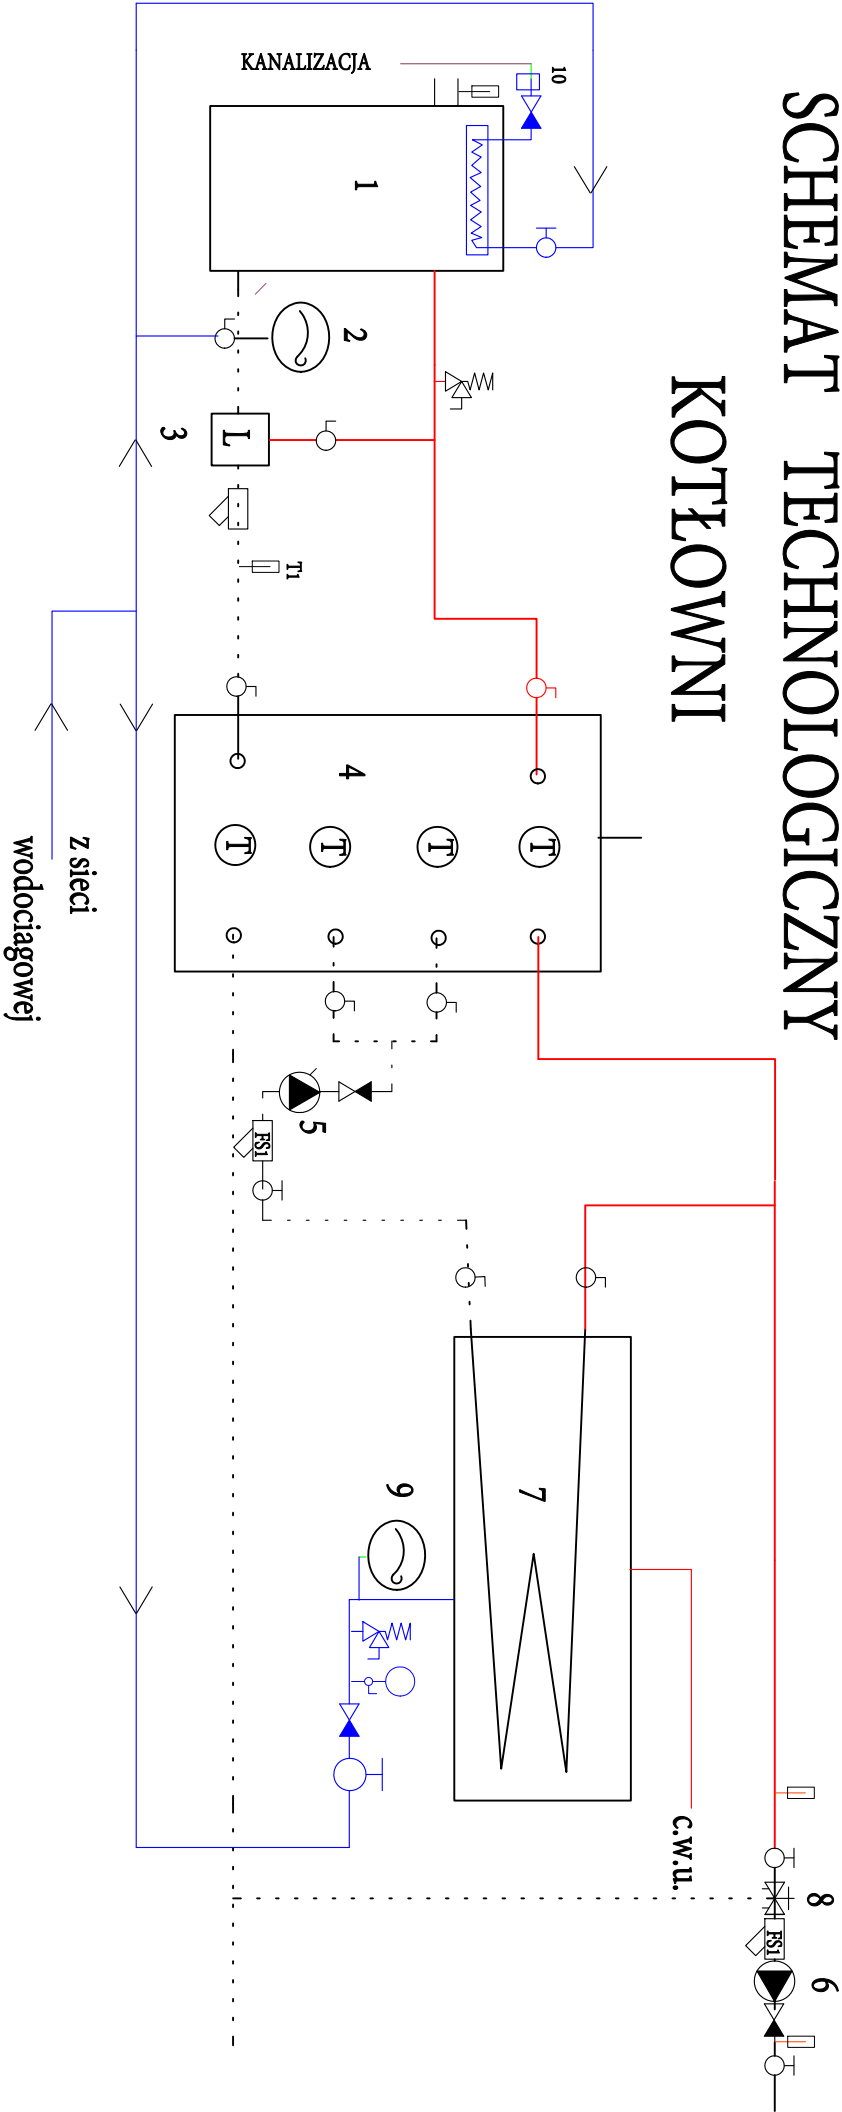 SCHEMAT TECHNOLOGICZNY
KOTŁOWNI
KANALIZACJA
10
1
2
3
L
T1
4
T
T
T
T
z sieci
wodociągowej
5
FS1
7
9
c.w.u.
8
FS1
6